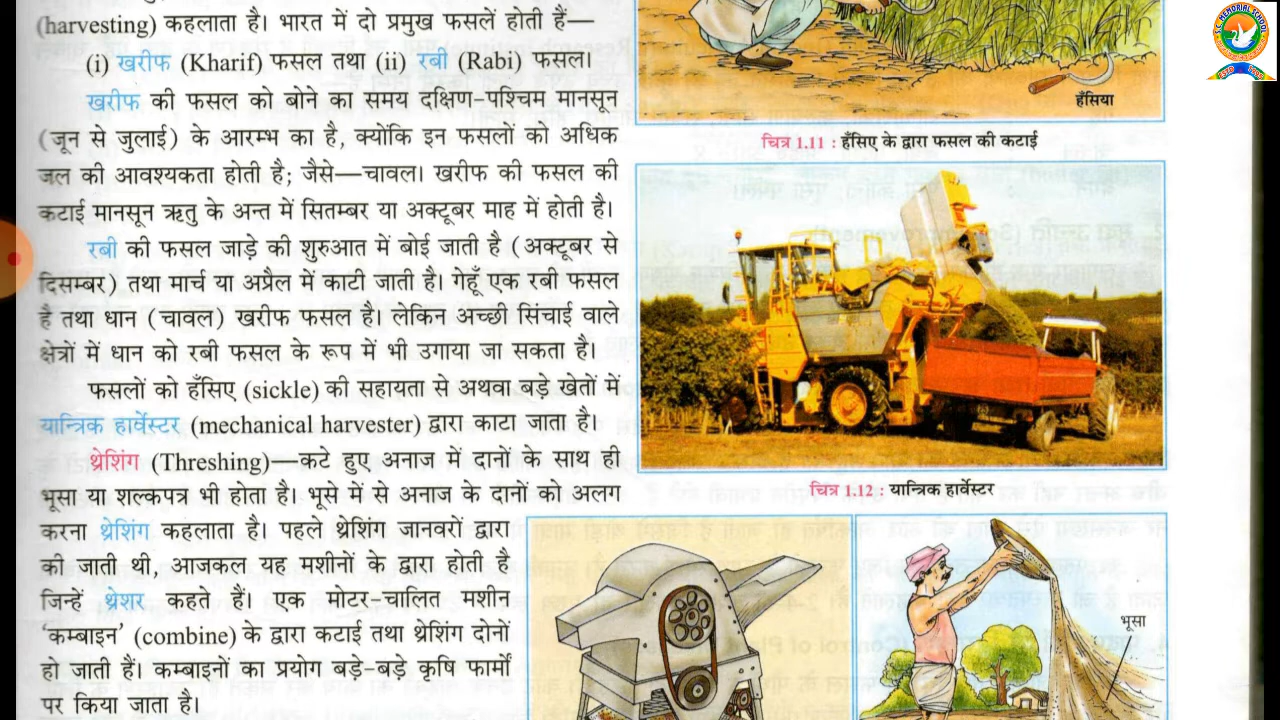 (harvesting) कहलाता है। भारत में दो प्रमुख फसलें होती हैं—
(i) खरीफ (Kharif) फसल तथा (ii) रबी (Rabi) फसल।
खरीफ की फसल को बोने का समय दक्षिण-पश्चिम मानसून
(जून से जुलाई) के आरम्भ का है, क्योंकि इन फसलों को अधिक
जल की आवश्यकता होती है; जैसे—चावल। खरीफ की फसल की
कटाई मानसून ऋतु के अन्त में सितम्बर या अक्टूबर माह में होती है।
रबी की फसल जाड़े की शुरुआत में बोई जाती है (अक्टूबर से
दिसम्बर) तथा मार्च या अप्रैल में काटी जाती है। गेहूँ एक रबी फसल
है तथा धान (चावल) खरीफ फसल है। लेकिन अच्छी सिंचाई वाले
क्षेत्रों में धान को रबी फसल के रूप में भी उगाया जा सकता है।
फसलों को हँसिए (sickle) की सहायता से अथवा बड़े खेतों में
यान्त्रिक हार्वेस्टर (mechanical harvester) द्वारा काटा जाता है।
थ्रेशिंग (Threshing)—कटे हुए अनाज में दानों के साथ ही
भूसा या शल्कपत्र भी होता है। भूसे में से अनाज के दानों को अलग
करना थ्रेशिंग कहलाता है। पहले थ्रेशिंग जानवरों द्वारा
की जाती थी, आजकल यह मशीनों के द्वारा होती है
जिन्हें थ्रेशर कहते हैं। एक मोटर-चालित मशीन
‘कम्बाइन’ (combine) के द्वारा कटाई तथा थ्रेशिंग दोनों
हो जाती हैं। कम्बाइनों का प्रयोग बड़े-बड़े कृषि फार्मों
पर किया जाता है।
हँसिया
चित्र 1.11 : हँसिए के द्वारा फसल की कटाई
चित्र 1.12 : यान्त्रिक हार्वेस्टर
भूसा
S.C. MEMORIAL SCHOOL